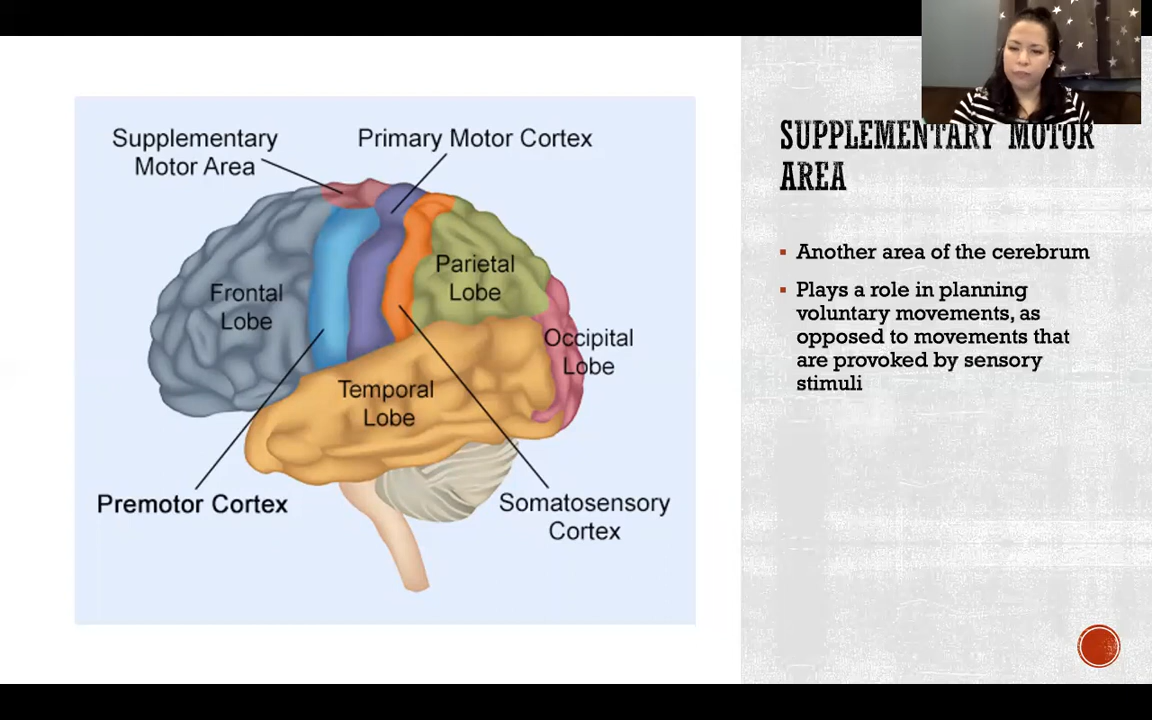 Supplementary
Motor Area
Primary Motor Cortex
Frontal
Lobe
Parietal
Lobe
Occipital
Lobe
Temporal
Lobe
Premotor Cortex
Somatosensory
Cortex
SUPPLEMENTARY MOTOR
AREA
Another area of the cerebrum
Plays a role in planning
voluntary movements, as
opposed to movements that
are provoked by sensory
stimuli